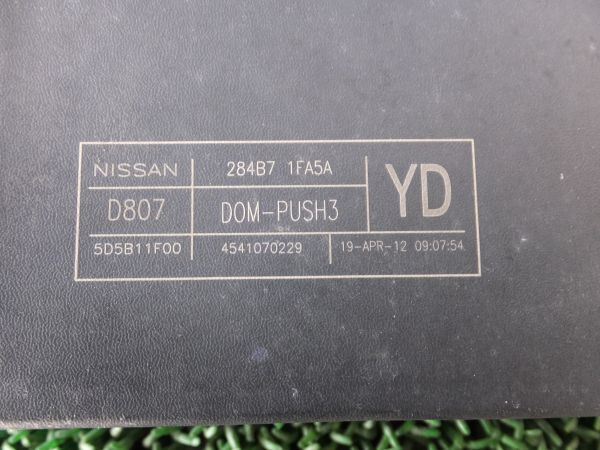 NISSAN 284B7 1FA5A YD
D807 DOM-PUSH3
5D5B11F00 4541070229 19-APR-12 09:07:54